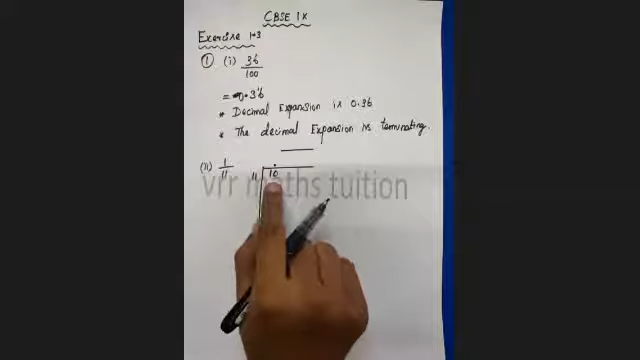 CBSE IX
Exercise 1.3
① (i) 36/100
= 0.36
* Decimal Expansion is 0.36
* The decimal Expansion is terminating.
(ii) 1/11 11 10
vrr maths tuition